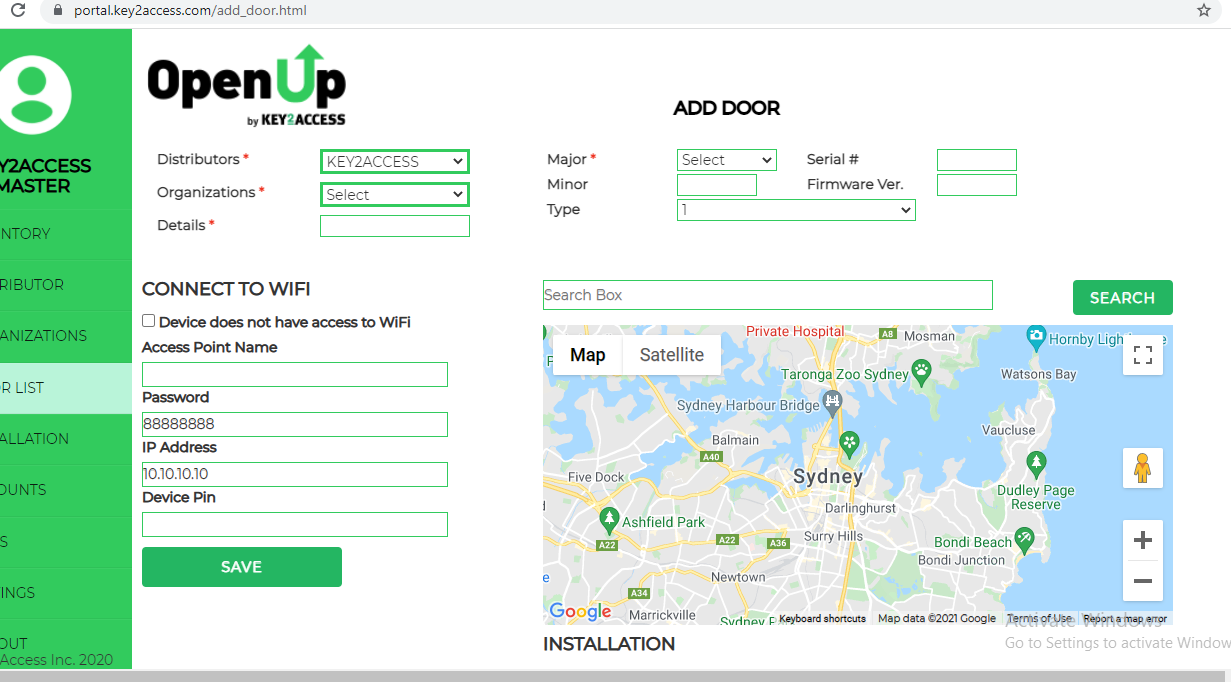 portal.key2access.com/add_door.html
OpenUp
by KEY2ACCESS
ADD DOOR
Y2ACCESS
MASTER
NTORY
RIBUTOR
ANIZATIONS
R LIST
ALLATION
OUNTS
S
INGS
OUT
Access Inc. 2020
Distributors *
KEY2ACCESS
Organizations *
Select
Details *
Major *
Select
Serial #
Minor
Firmware Ver.
Type
1
CONNECT TO WIFI
Device does not have access to WiFi
Access Point Name
Password
88888888
IP Address
10.10.10.10
Device Pin
SAVE
Search Box
SEARCH
Map
Satellite
Private Hospital
A8
Mosman
Hornby Ligh
e
Taronga Zoo Sydney
Watsons Bay
Sydney Harbour Bridge
Balmain
Vaucluse
A40
Five Dock
Sydney
Dudley Page
Reserve
Darlinghurst
Ashfield Park
A22
A22
A36
Surry Hills
Bondi Beach
Bondi Junction
Newtown
e
A34
Google
Marrickville
Sydney P
Keyboard shortcuts
Map data ©2021 Google
Terms of Use
Report a map error
INSTALLATION
Activate Windows
Go to Settings to activate Window